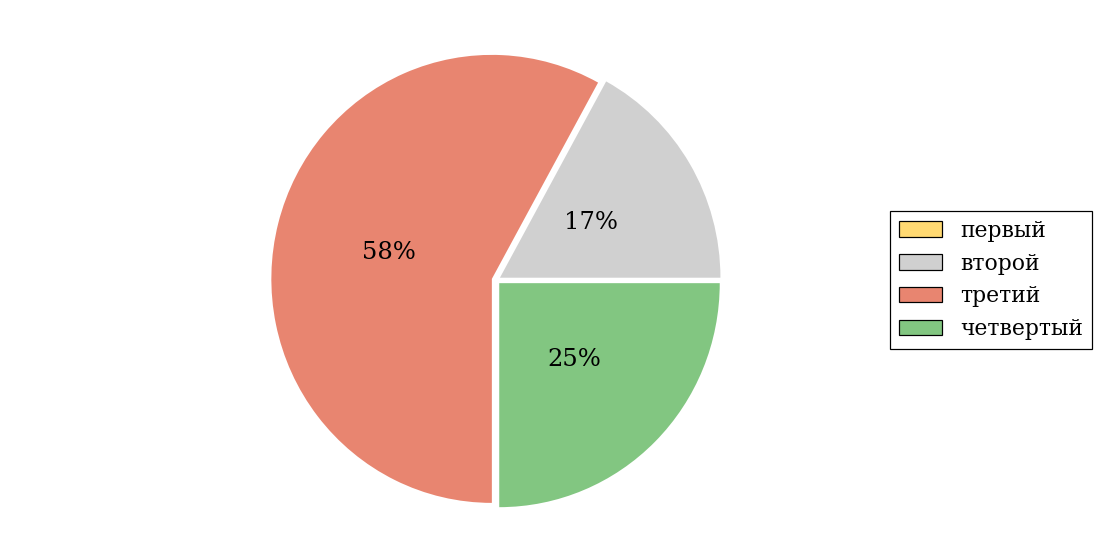 17%
58%
25%
первый
второй
третий
четвертый